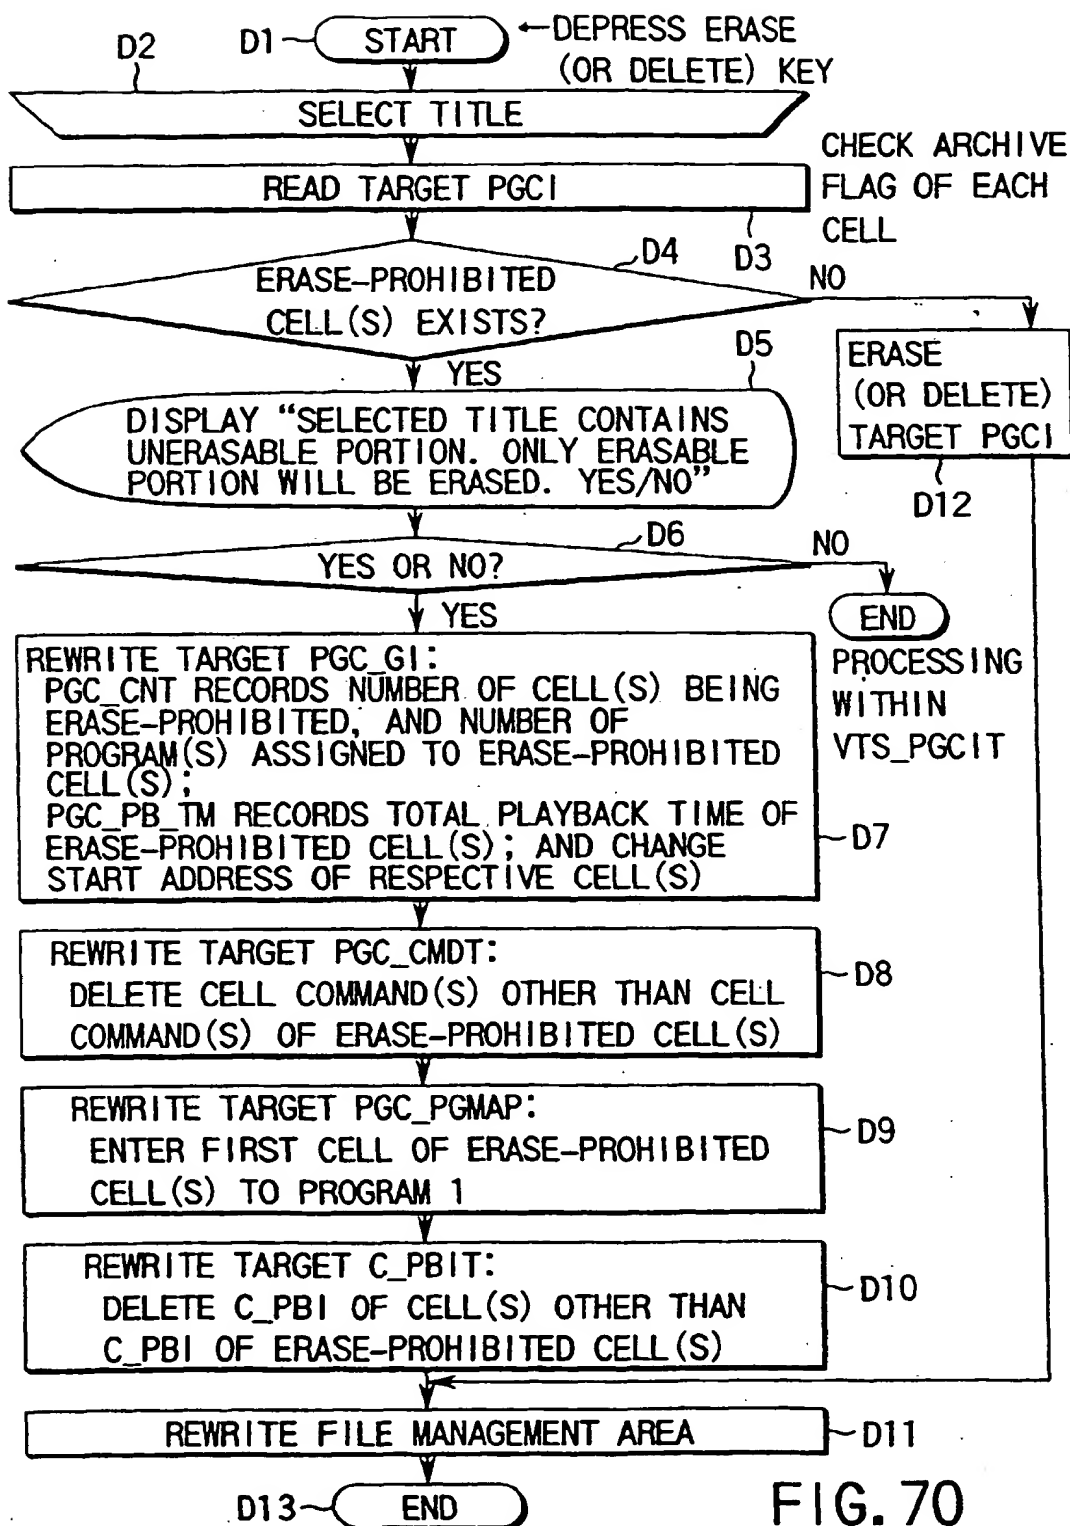 D1
START
←DEPRESS ERASE
(OR DELETE) KEY
D2
SELECT TITLE
READ TARGET PGCI
D3
CHECK ARCHIVE
FLAG OF EACH
CELL
D4
ERASE-PROHIBITED
CELL(S) EXISTS?
NO
YES
D5
DISPLAY “SELECTED TITLE CONTAINS
UNERASABLE PORTION. ONLY ERASABLE
PORTION WILL BE ERASED. YES/NO”
ERASE
(OR DELETE)
TARGET PGCI
D12
D6
YES OR NO?
NO
YES
END
PROCESSING
WITHIN
VTS_PGCIT
REWRITE TARGET PGC_GI:
PGC_CNT RECORDS NUMBER OF CELL(S) BEING
ERASE-PROHIBITED, AND NUMBER OF
PROGRAM(S) ASSIGNED TO ERASE-PROHIBITED
CELL(S);
PGC_PB_TM RECORDS TOTAL PLAYBACK TIME OF
ERASE-PROHIBITED CELL(S); AND CHANGE
START ADDRESS OF RESPECTIVE CELL(S)
D7
REWRITE TARGET PGC_CMDT:
DELETE CELL COMMAND(S) OTHER THAN CELL
COMMAND(S) OF ERASE-PROHIBITED CELL(S)
D8
REWRITE TARGET PGC_PGMAP:
ENTER FIRST CELL OF ERASE-PROHIBITED
CELL(S) TO PROGRAM 1
D9
REWRITE TARGET C_PBIT:
DELETE C_PBI OF CELL(S) OTHER THAN
C_PBI OF ERASE-PROHIBITED CELL(S)
D10
REWRITE FILE MANAGEMENT AREA
D11
D13
END
FIG. 70